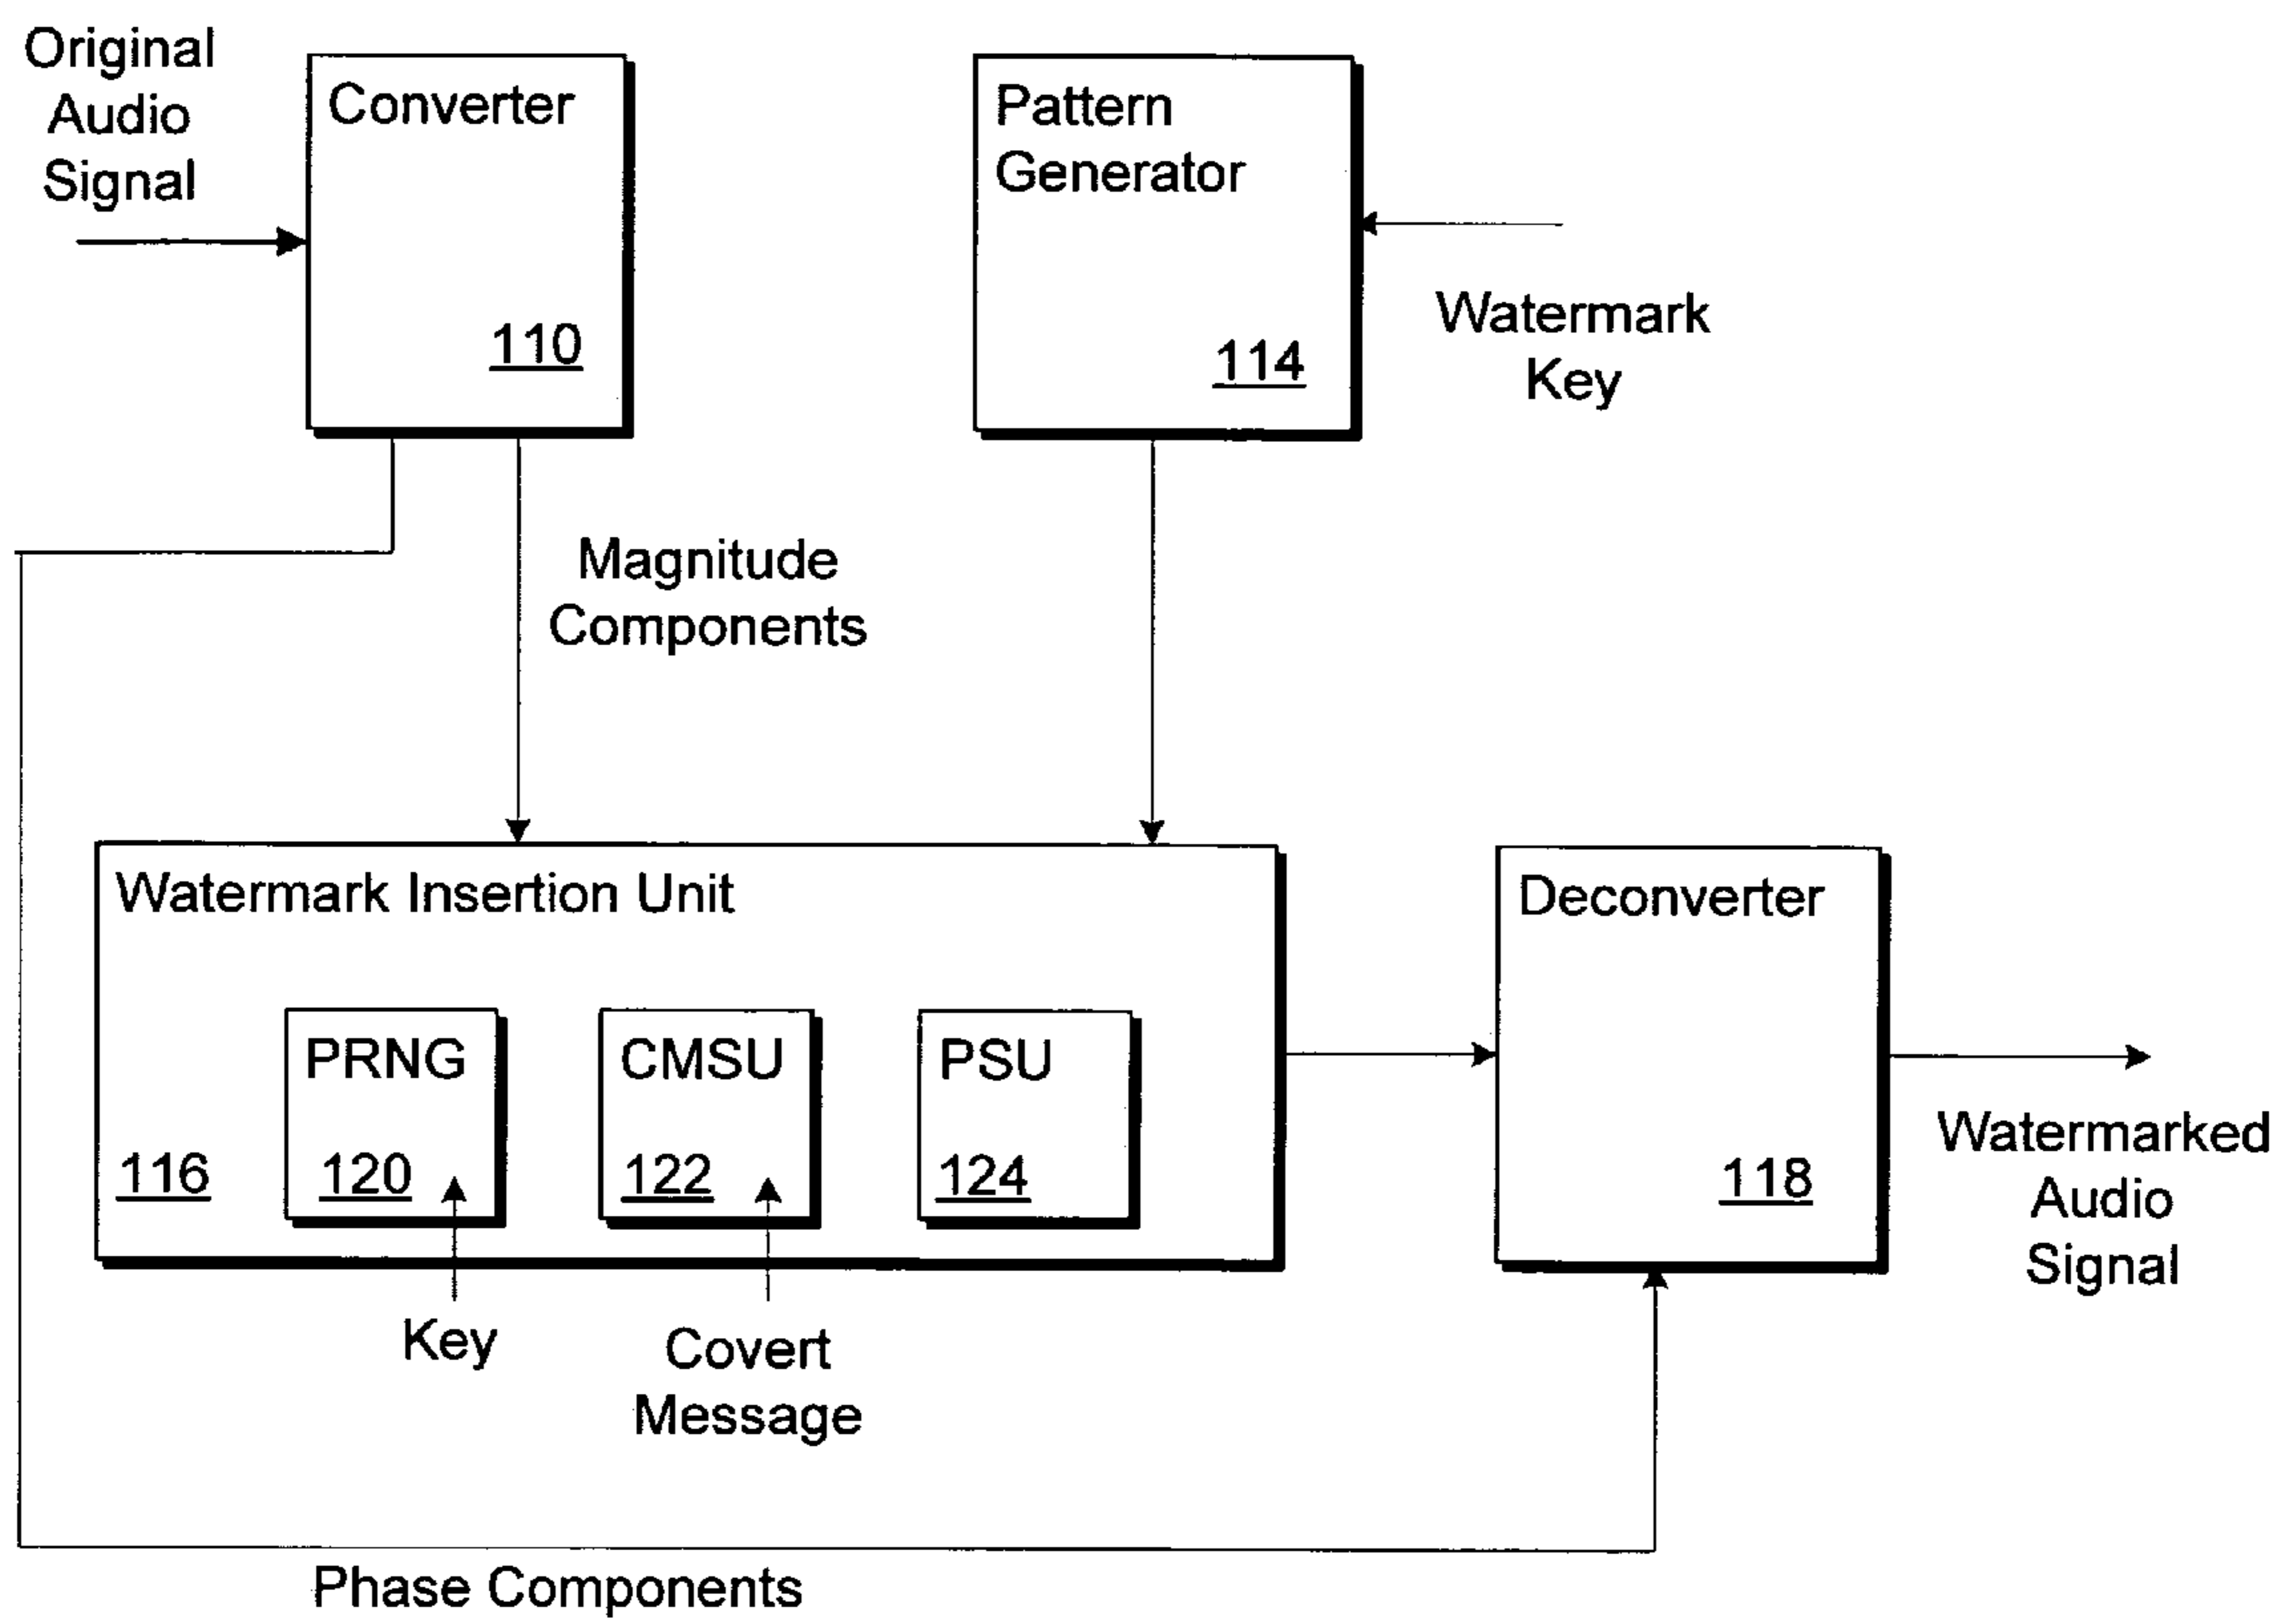 Original
Audio
Signal
Converter
110
Pattern
Generator
114
Watermark
Key
Magnitude
Components
Watermark Insertion Unit
116
PRNG
120
CMSU
122
PSU
124
Key
Covert
Message
Deconverter
118
Watermarked
Audio
Signal
Phase Components